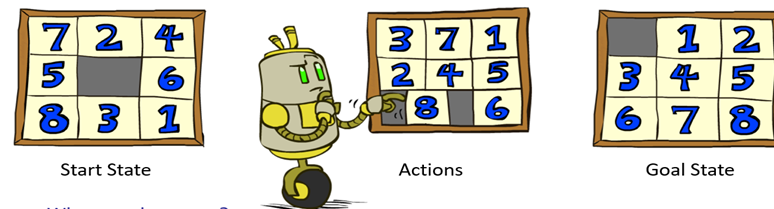 7 2 4
5 6
8 3 1
3 7 1
2 4 5
8 6
1 2
3 4 5
6 7 8
Start State
Actions
Goal State